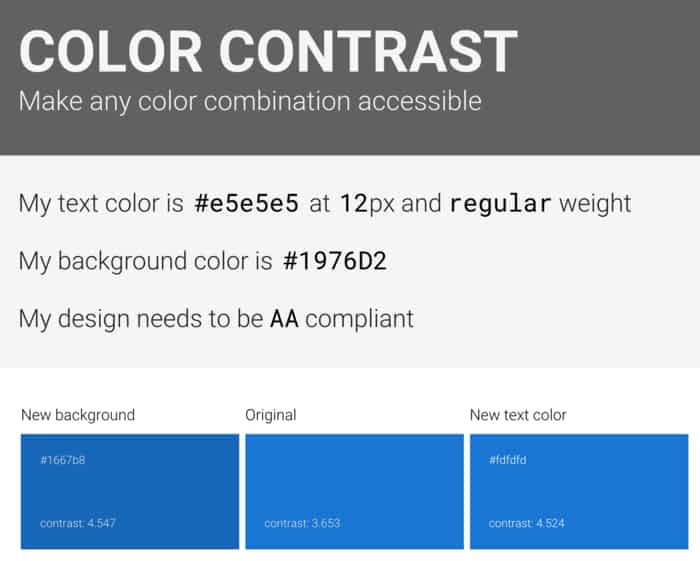 COLOR CONTRAST
Make any color combination accessible
My text color is #e5e5e5 at 12px and regular weight
My background color is #1976D2
My design needs to be AA compliant
New background
#1667b8
contrast: 4.547
Original
contrast: 3.653
New text color
#fdfdfd
contrast: 4.524